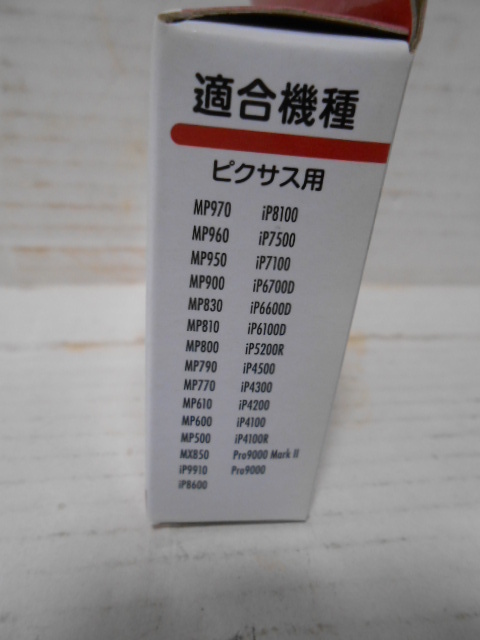 適合機種
ピクサス用
MP970 iP8100
MP960 iP7500
MP950 iP7100
MP900 iP6700D
MP830 iP6600D
MP810 iP6100D
MP800 iP5200R
MP790 iP4500
MP770 iP4300
MP610 iP4200
MP600 iP4100
MP500 iP4100R
MX850 Pro9000 Mark II
iP9910 Pro9000
iP8600